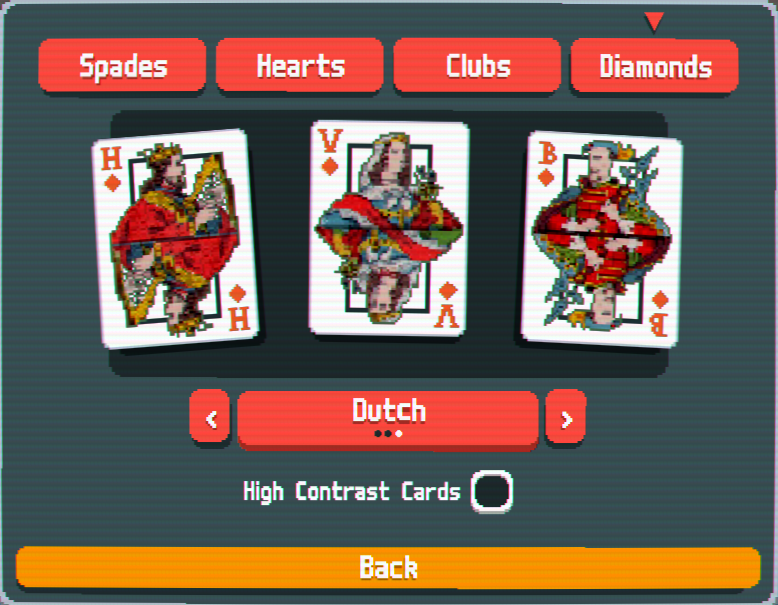 Spades Hearts Clubs Diamonds
H V B
H V B
< Dutch >
High Contrast Cards
Back